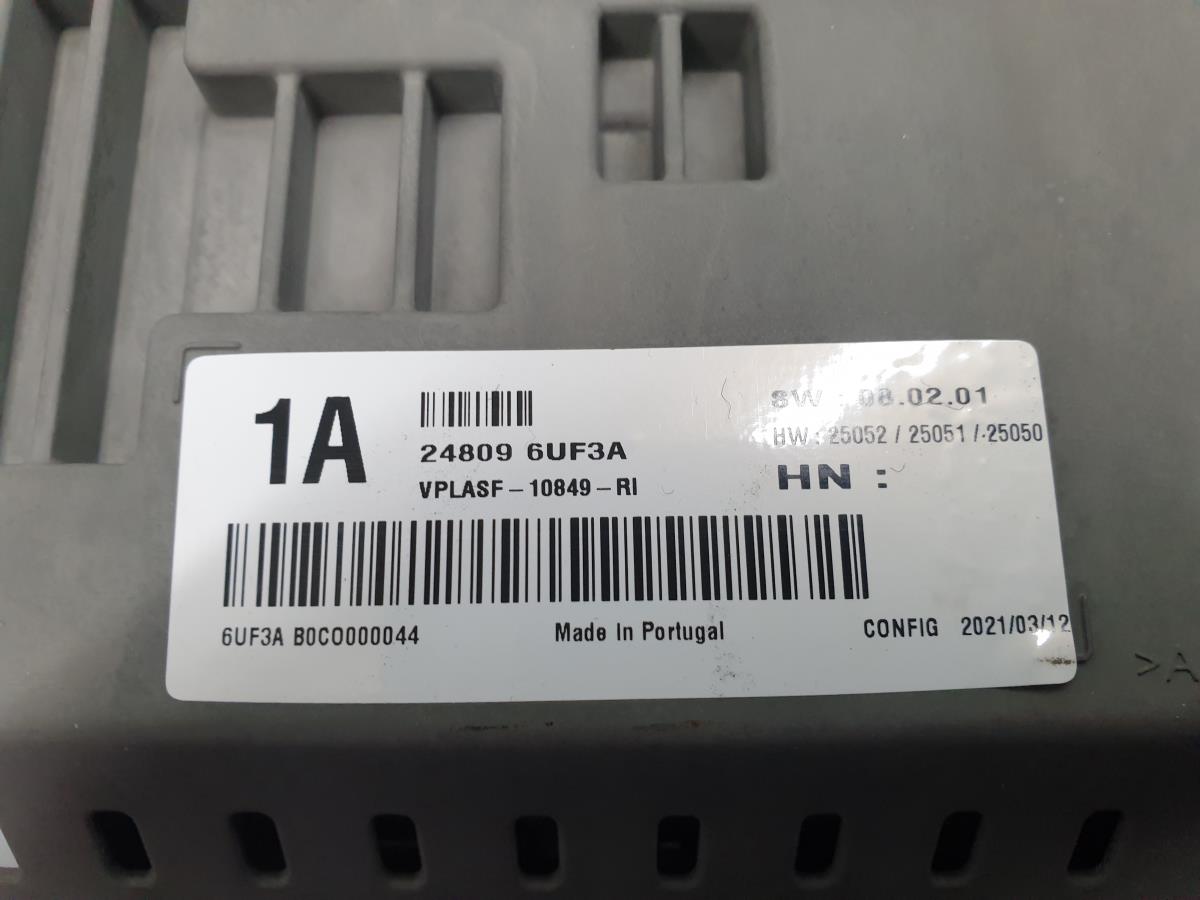 1A
24809 6UF3A
VPLASF-10849-RI
SW : 08.02.01
HW : 25052 / 25051 / 25050
HN :
6UF3A B0CO000044
Made In Portugal
CONFIG 2021/03/12
>A